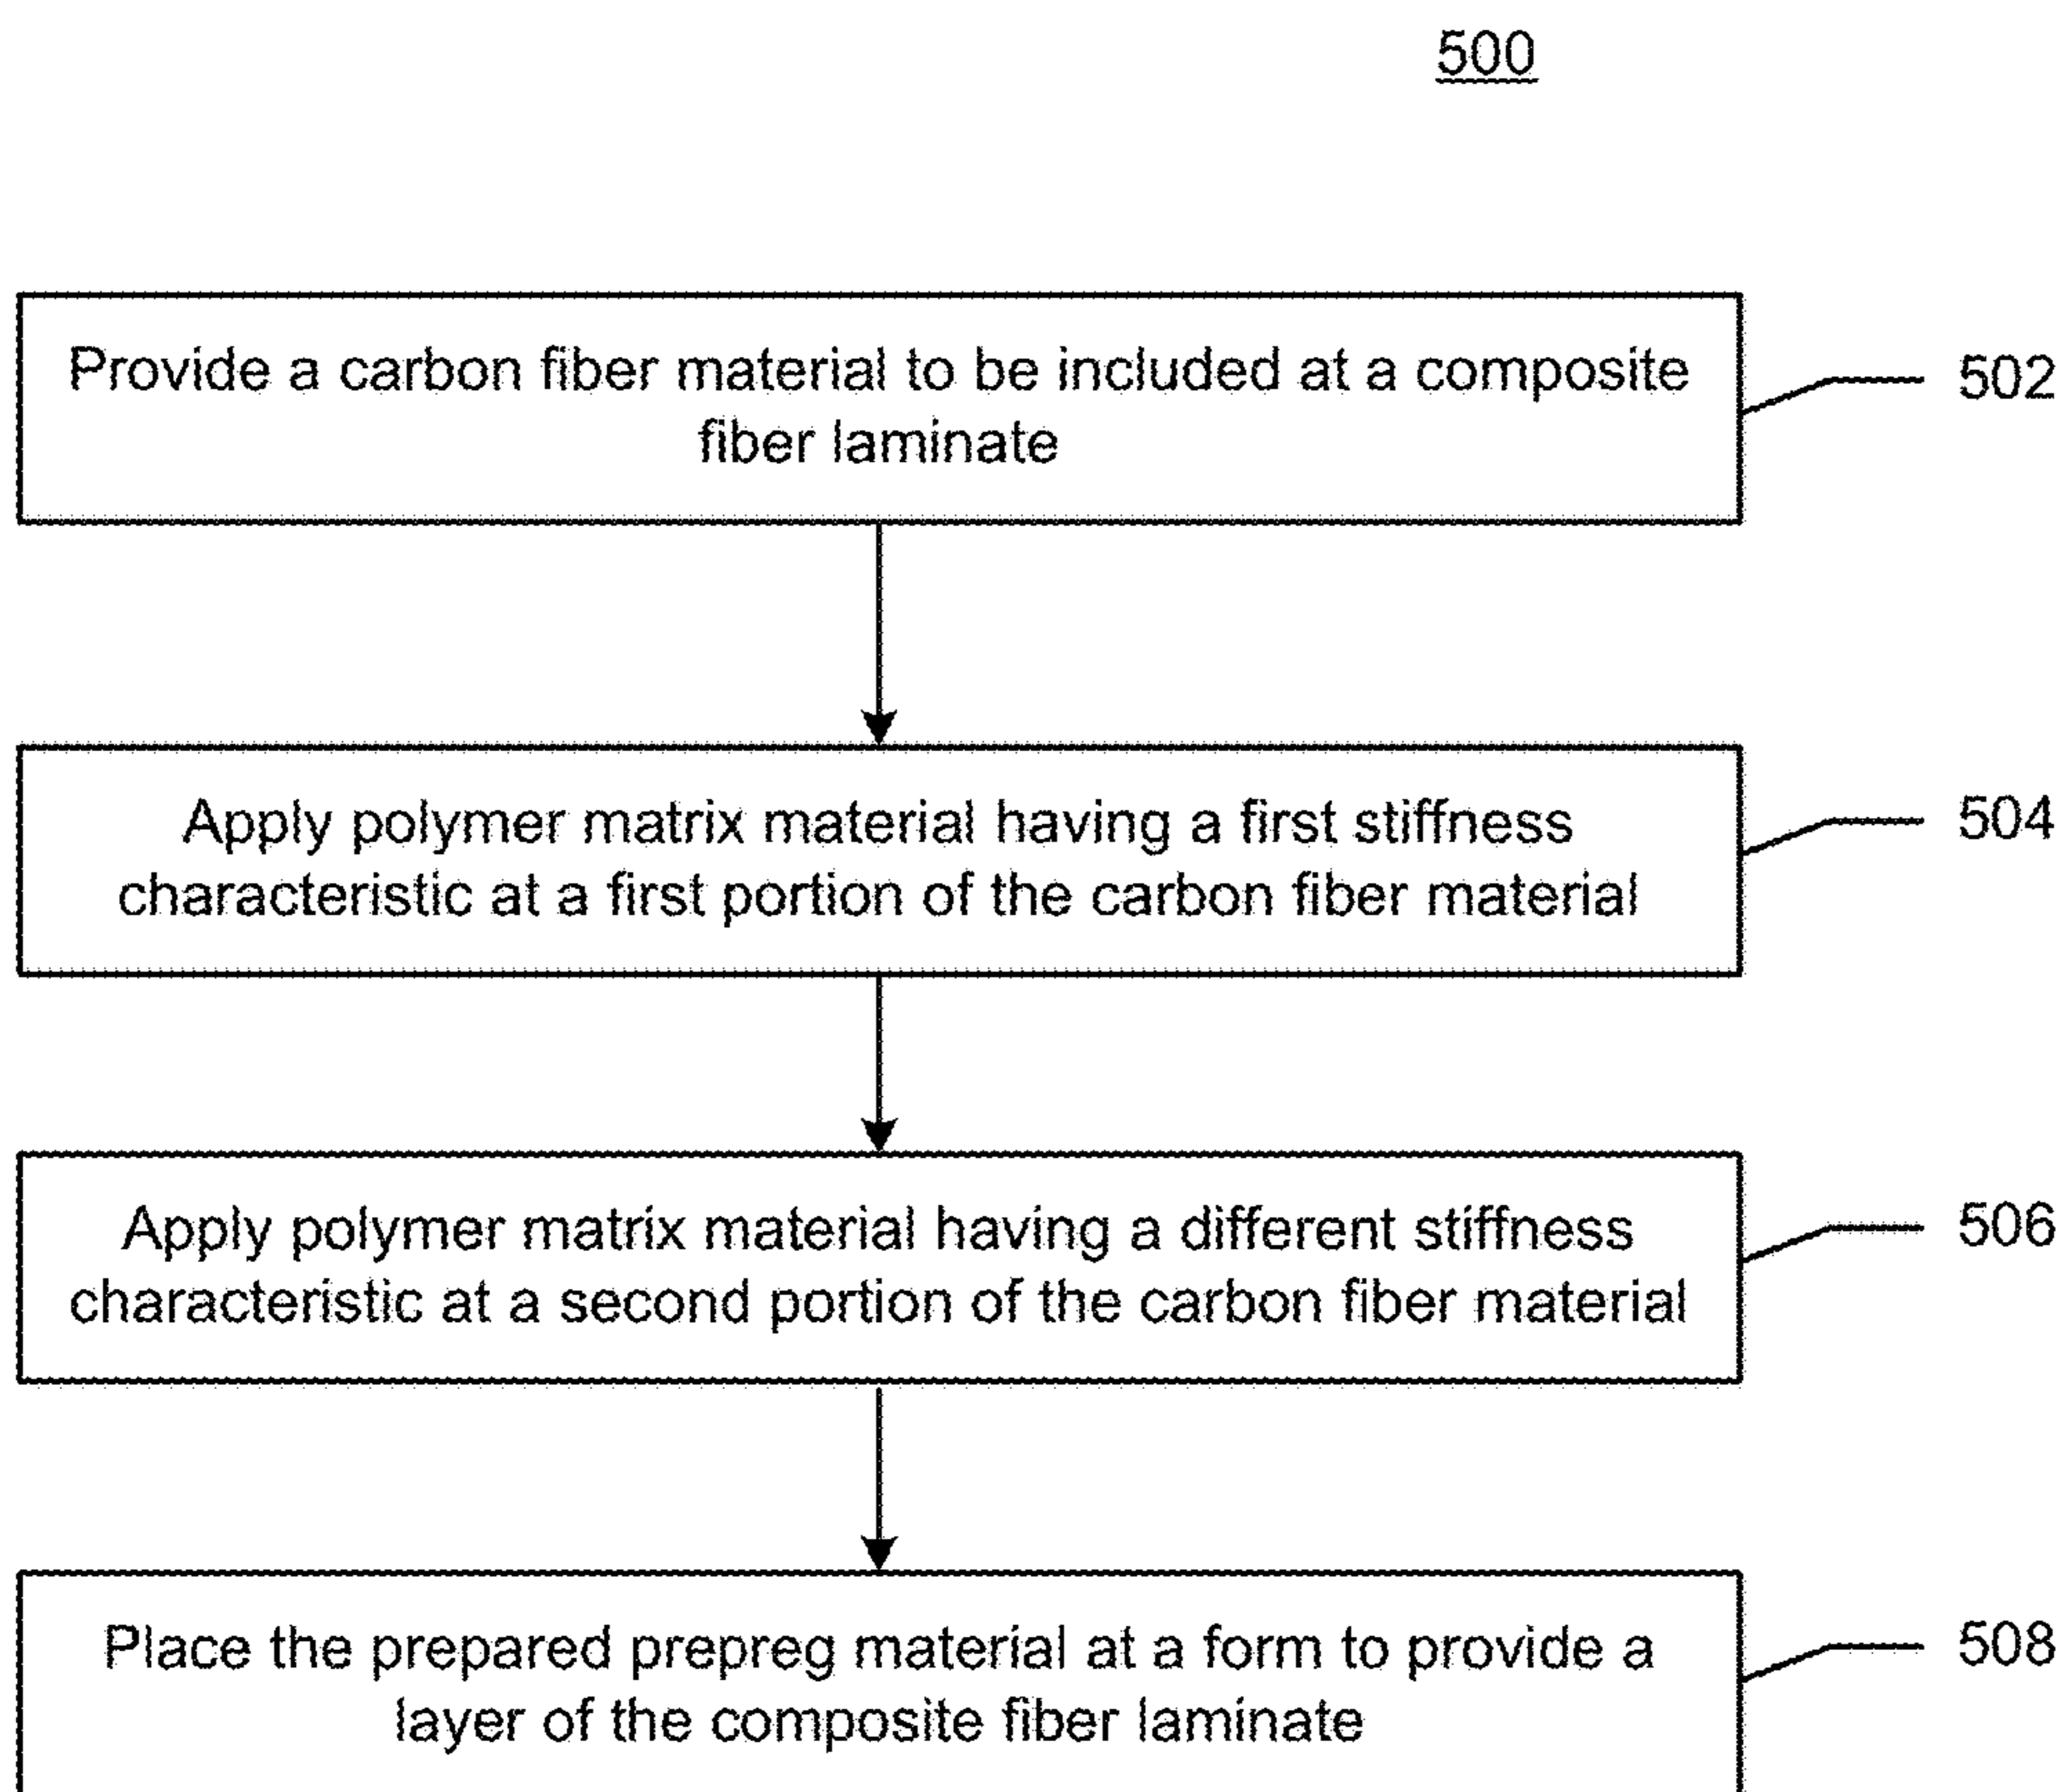 500
Provide a carbon fiber material to be included at a composite
fiber laminate
502
Apply polymer matrix material having a first stiffness
characteristic at a first portion of the carbon fiber material
504
Apply polymer matrix material having a different stiffness
characteristic at a second portion of the carbon fiber material
506
Place the prepared prepreg material at a form to provide a
layer of the composite fiber laminate
508